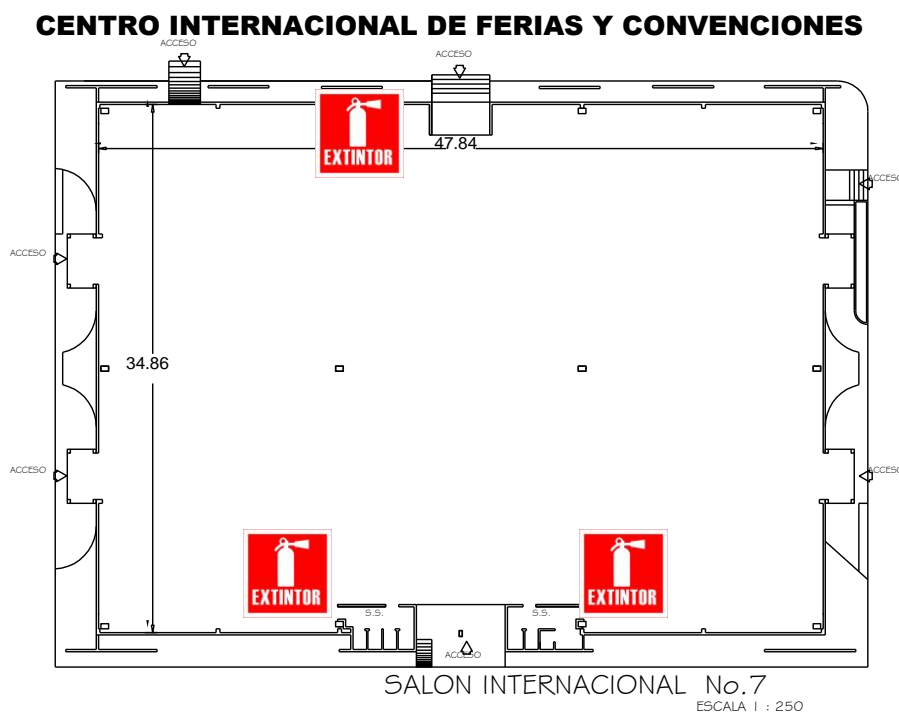 CENTRO INTERNACIONAL DE FERIAS Y CONVENCIONES
ACCESO
ACCESO
EXTINTOR
47.84
ACCESO
ACCESO
34.86
ACCESO
ACCESO
EXTINTOR
EXTINTOR
S.S.
S.S.
ACCESO
SALON INTERNACIONAL No.7
ESCALA 1 : 250